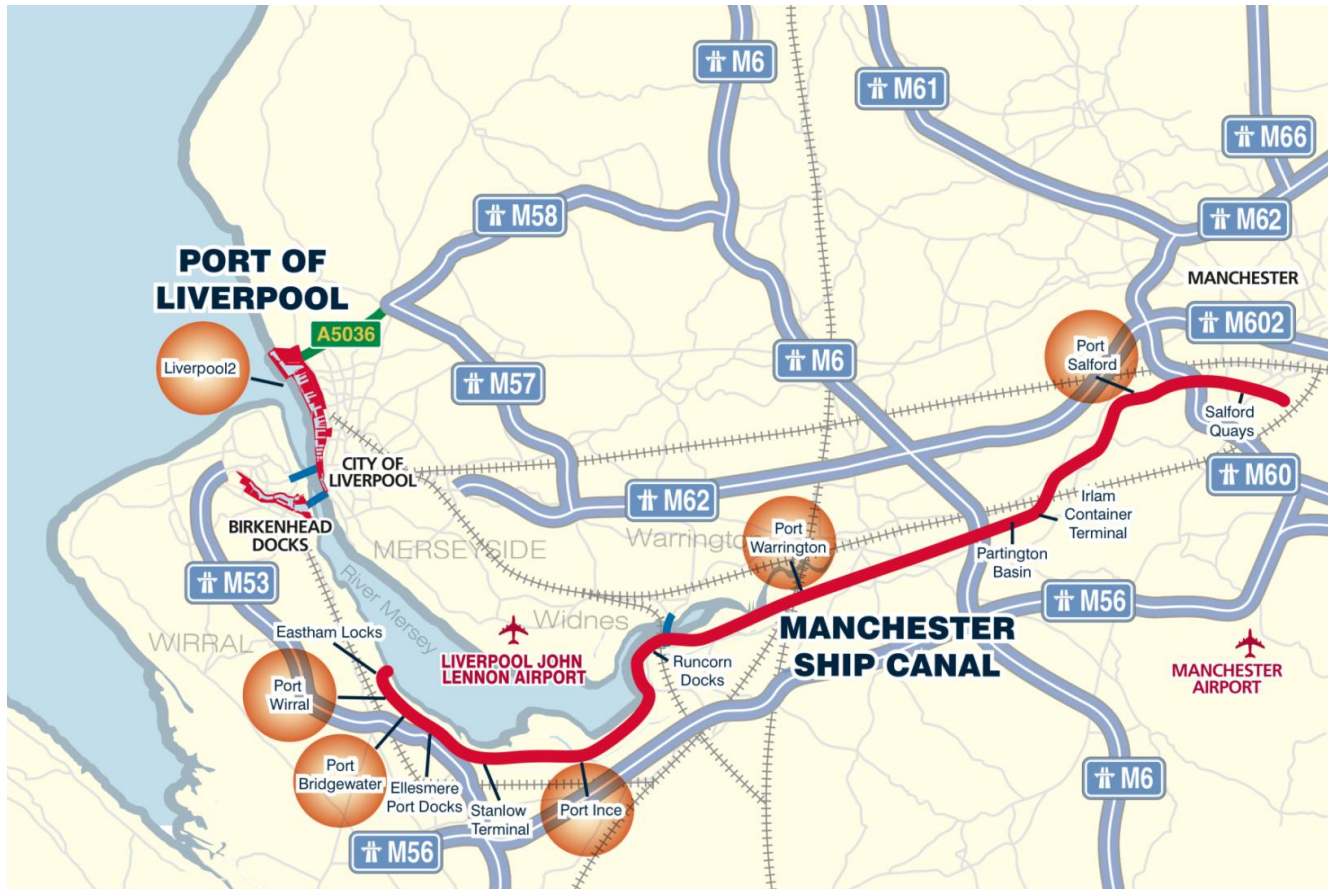 M6
M61
M66
M58
M62
PORT OF
LIVERPOOL
MANCHESTER
A5036
M602
Liverpool2
Port
Salford
M6
M57
Salford
Quays
CITY OF
LIVERPOOL
M62
M60
BIRKENHEAD
DOCKS
MERSEYSIDE
Warrington
Port
Warrington
Irlam
Container
Terminal
Partington
Basin
M53
River Mersey
M56
WIRRAL
Eastham Locks
Widnes
LIVERPOOL JOHN
LENNON AIRPORT
MANCHESTER
SHIP CANAL
Runcorn
Docks
MANCHESTER
AIRPORT
Port
Wirral
Port
Bridgewater
Ellesmere
Port Docks
Stanlow
Terminal
Port Ince
M6
M56